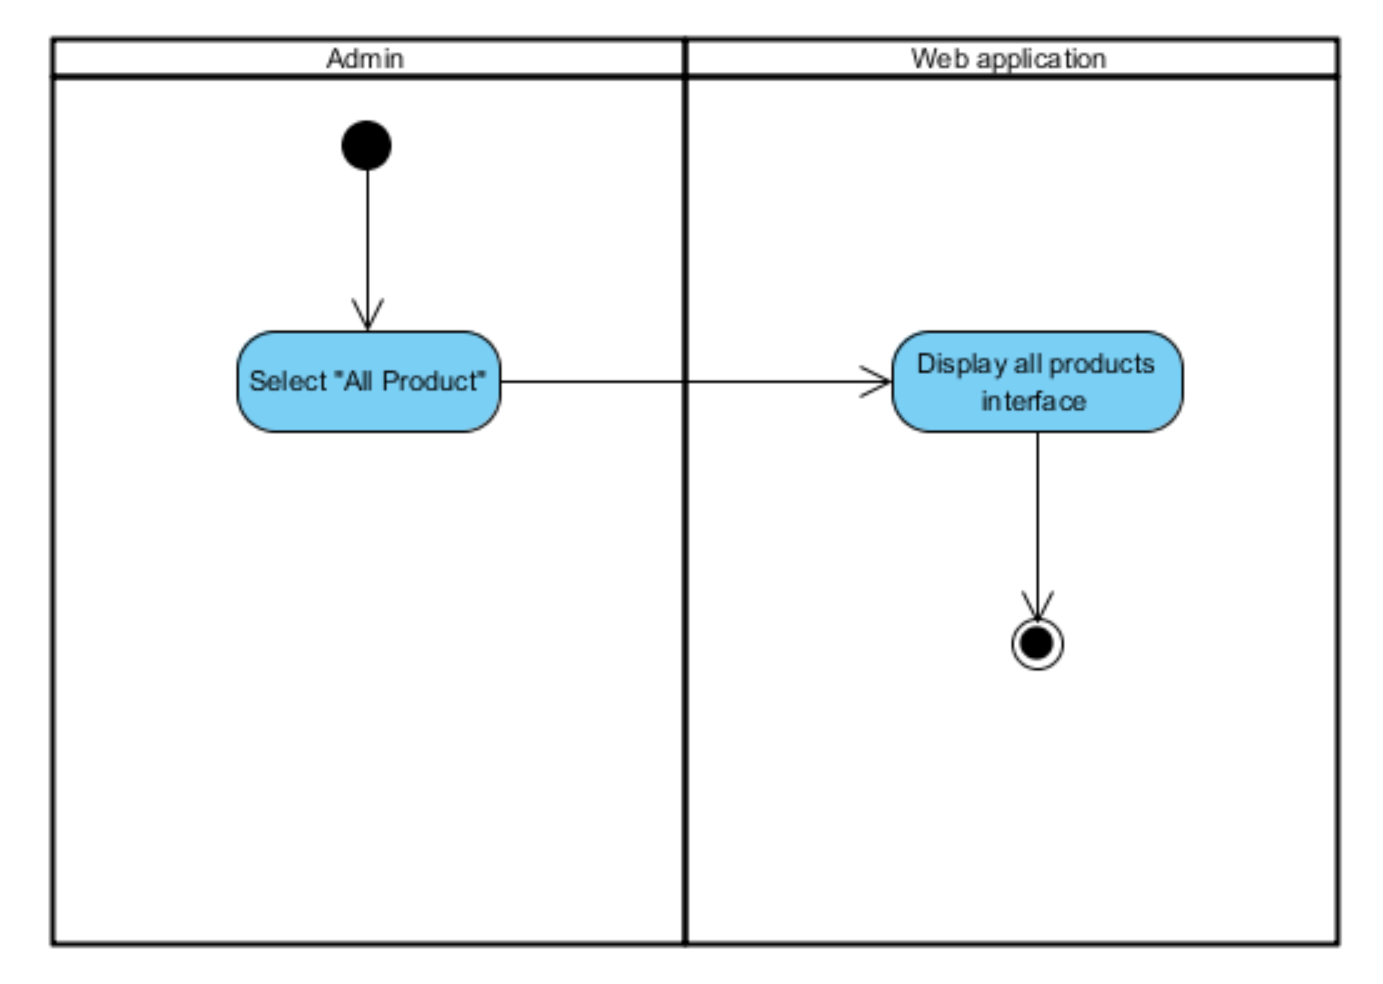 Admin
Web application
Select "All Product"
Display all products
interface